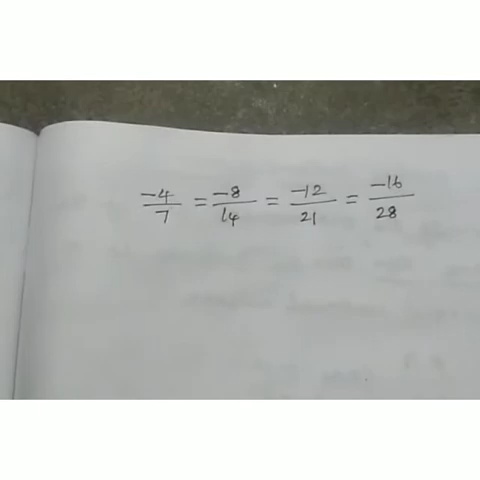 -4/7 = -8/14 = -12/21 = -16/28